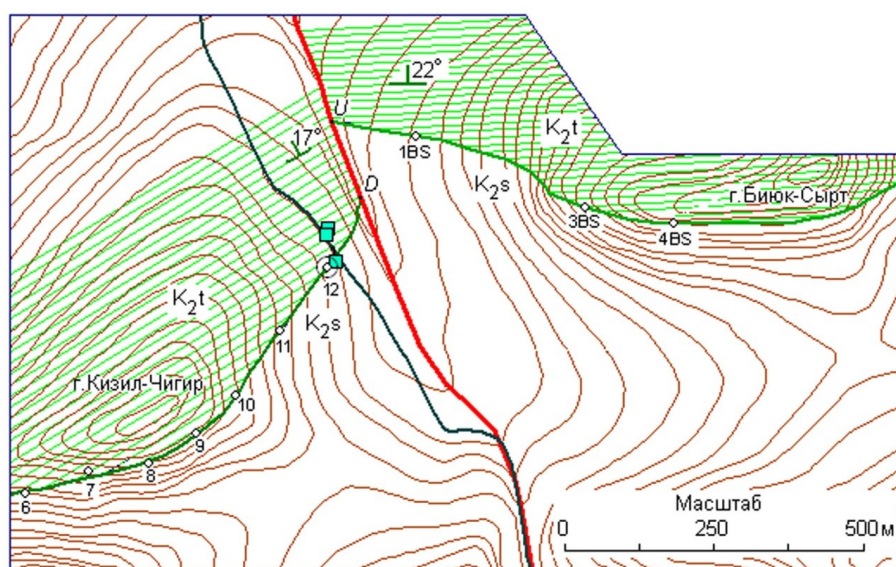 22°
U
17°
1BS
K₂t
K₂s
D
г.Биюк-Сырт
3BS
4BS
12
K₂s
K₂t
11
г.Кизил-Чигир
10
9
8
7
6
Масштаб
0 250 500 м